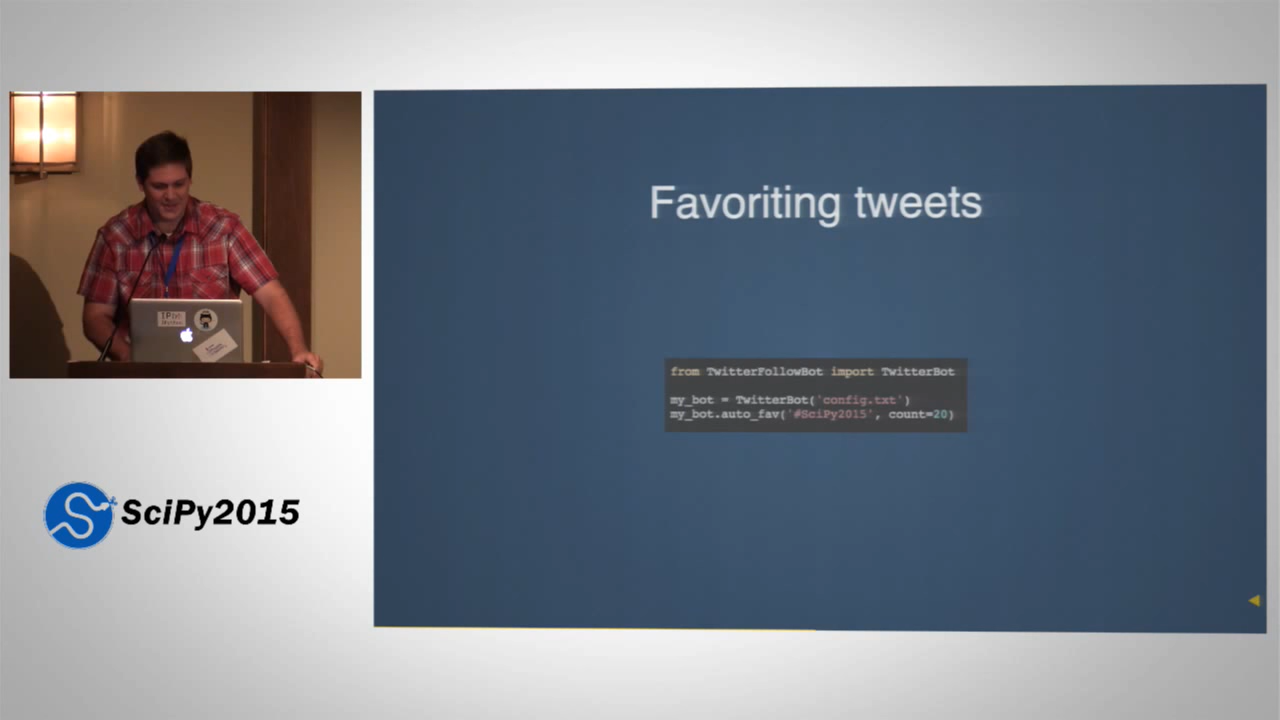 Favoriting tweets
from TwitterFollowBot import TwitterBot
my_bot = TwitterBot('config.txt')
my_bot.auto_fav('#SciPy2015', count=20)
SciPy2015